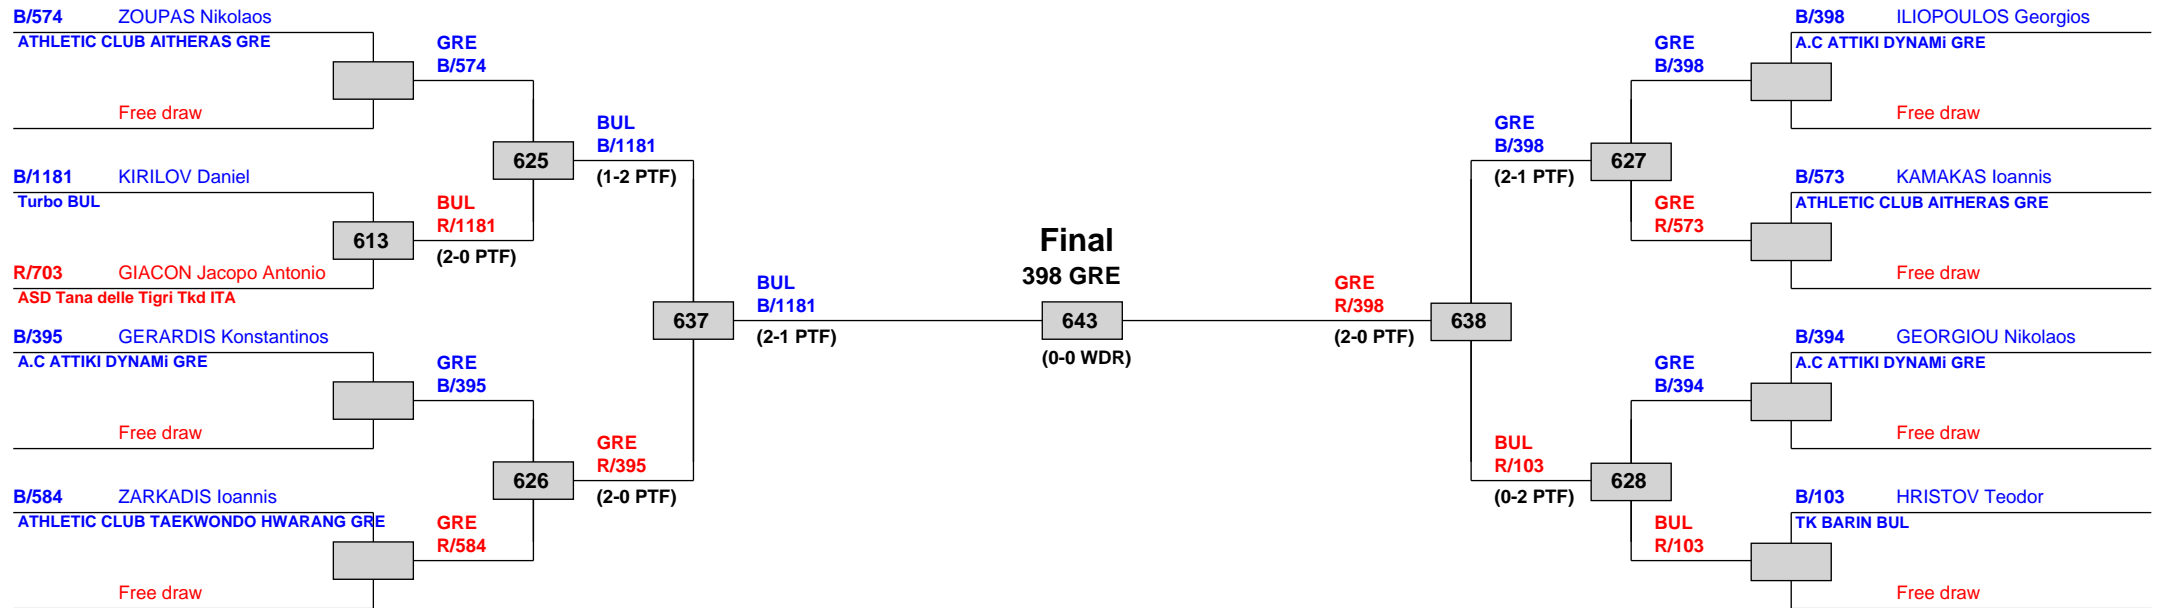 B/574 ZOUPAS Nikolaos
ATHLETIC CLUB AITHERAS GRE
Free draw
GRE
B/574
B/1181 KIRILOV Daniel
Turbo BUL
613
R/703 GIACON Jacopo Antonio
ASD Tana delle Tigri Tkd ITA
BUL
R/1181
(2-0 PTF)
625
BUL
B/1181
(1-2 PTF)
B/395 GERARDIS Konstantinos
A.C ATTIKI DYNAMi GRE
Free draw
GRE
B/395
B/584 ZARKADIS Ioannis
ATHLETIC CLUB TAEKWONDO HWARANG GRE
Free draw
GRE
R/584
626
GRE
R/395
(2-0 PTF)
637
BUL
B/1181
(2-1 PTF)
Final
398 GRE
643
(0-0 WDR)
GRE
R/398
(2-0 PTF)
638
GRE
B/398
(2-1 PTF)
627
GRE
B/398
B/398 ILIOPOULOS Georgios
A.C ATTIKI DYNAMi GRE
Free draw
GRE
R/573
B/573 KAMAKAS Ioannis
ATHLETIC CLUB AITHERAS GRE
Free draw
BUL
R/103
(0-2 PTF)
628
GRE
B/394
B/394 GEORGIOU Nikolaos
A.C ATTIKI DYNAMi GRE
Free draw
BUL
R/103
B/103 HRISTOV Teodor
TK BARIN BUL
Free draw